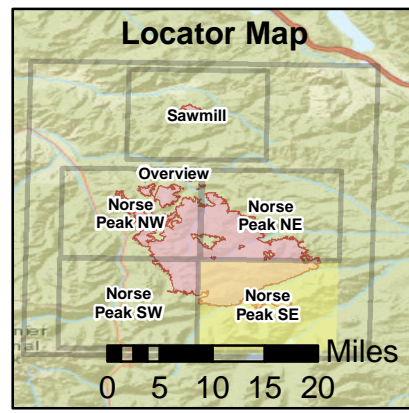 Locator Map
Sawmill
Overview
Norse
Peak NW
Norse
Peak NE
Norse
Peak SW
Norse
Peak SE
Miles
0 5 10 15 20